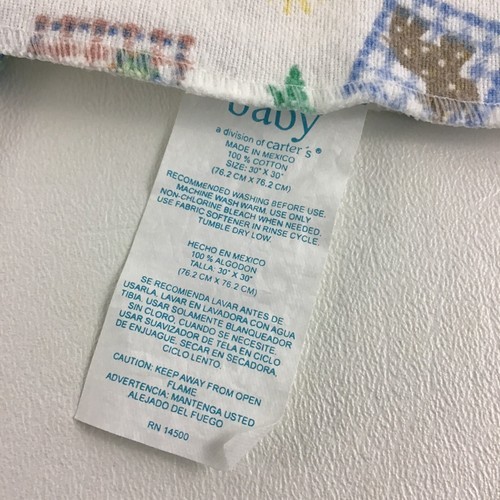 baby
a division of carter's ®
MADE IN MEXICO
100 % COTTON
SIZE: 30" X 30"
(76.2 CM X 76.2 CM)
RECOMMENDED WASHING BEFORE USE.
MACHINE WASH WARM. USE ONLY
NON-CHLORINE BLEACH WHEN NEEDED.
USE FABRIC SOFTENER IN RINSE CYCLE.
TUMBLE DRY LOW.
HECHO EN MEXICO
100 % ALGODON
TALLA: 30" X 30"
(76.2 CM X 76.2 CM)
SE RECOMIENDA LAVAR ANTES DE
USARLA. LAVAR EN LAVADORA CON AGUA
TIBIA. USAR SOLAMENTE BLANQUEADOR
SIN CLORO, CUANDO SE NECESITE.
USAR SUAVIZADOR DE TELA EN CICLO
DE ENJUAGUE. SECAR EN SECADORA,
CICLO LENTO.
CAUTION: KEEP AWAY FROM OPEN
FLAME
ADVERTENCIA: MANTENGA USTED
ALEJADO DEL FUEGO
RN 14500